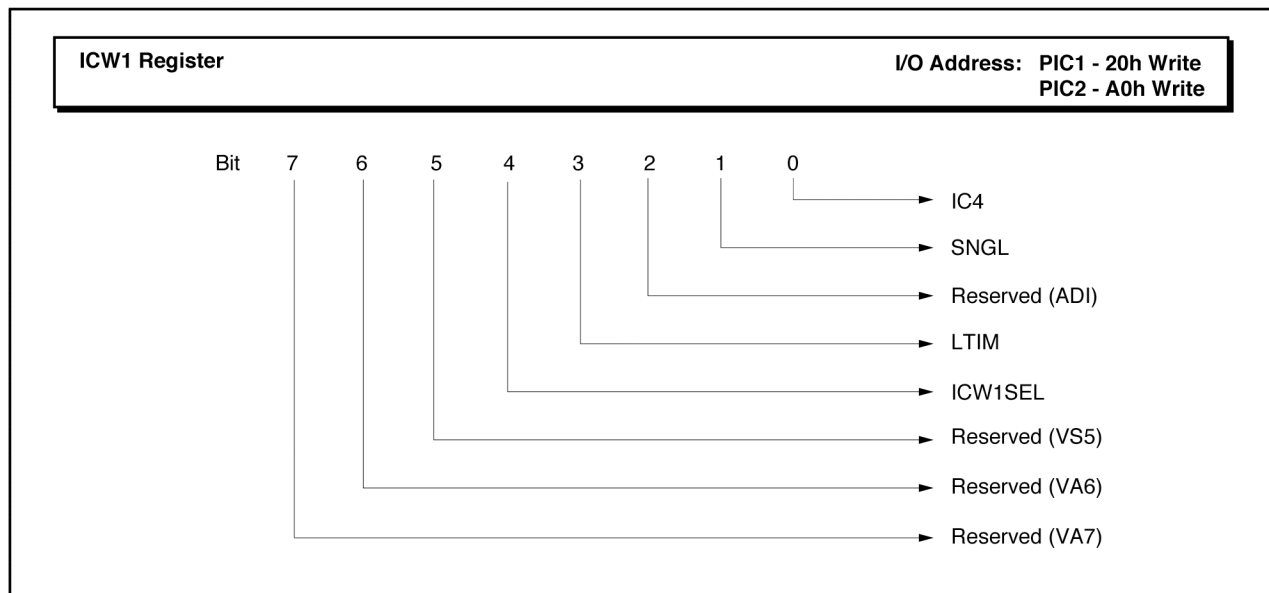 ICW1 Register
I/O Address: PIC1 - 20h Write
PIC2 - A0h Write
Bit 7 6 5 4 3 2 1 0
IC4
SNGL
Reserved (ADI)
LTIM
ICW1SEL
Reserved (VS5)
Reserved (VA6)
Reserved (VA7)